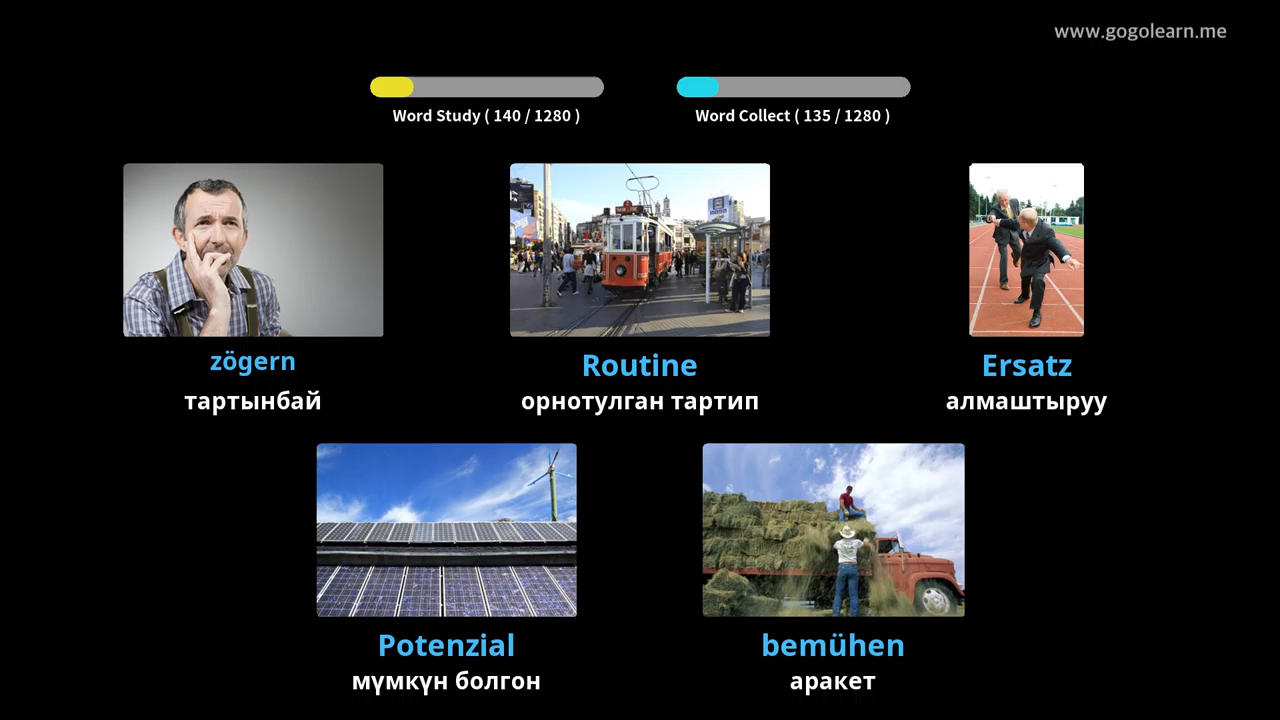 www.gogolearn.me
Word Study ( 140 / 1280 )
Word Collect ( 135 / 1280 )
zögern
Routine
Ersatz
тартынбай
орнотулган тартип
алмаштыруу
Potenzial
bemühen
мүмкүн болгон
аракет